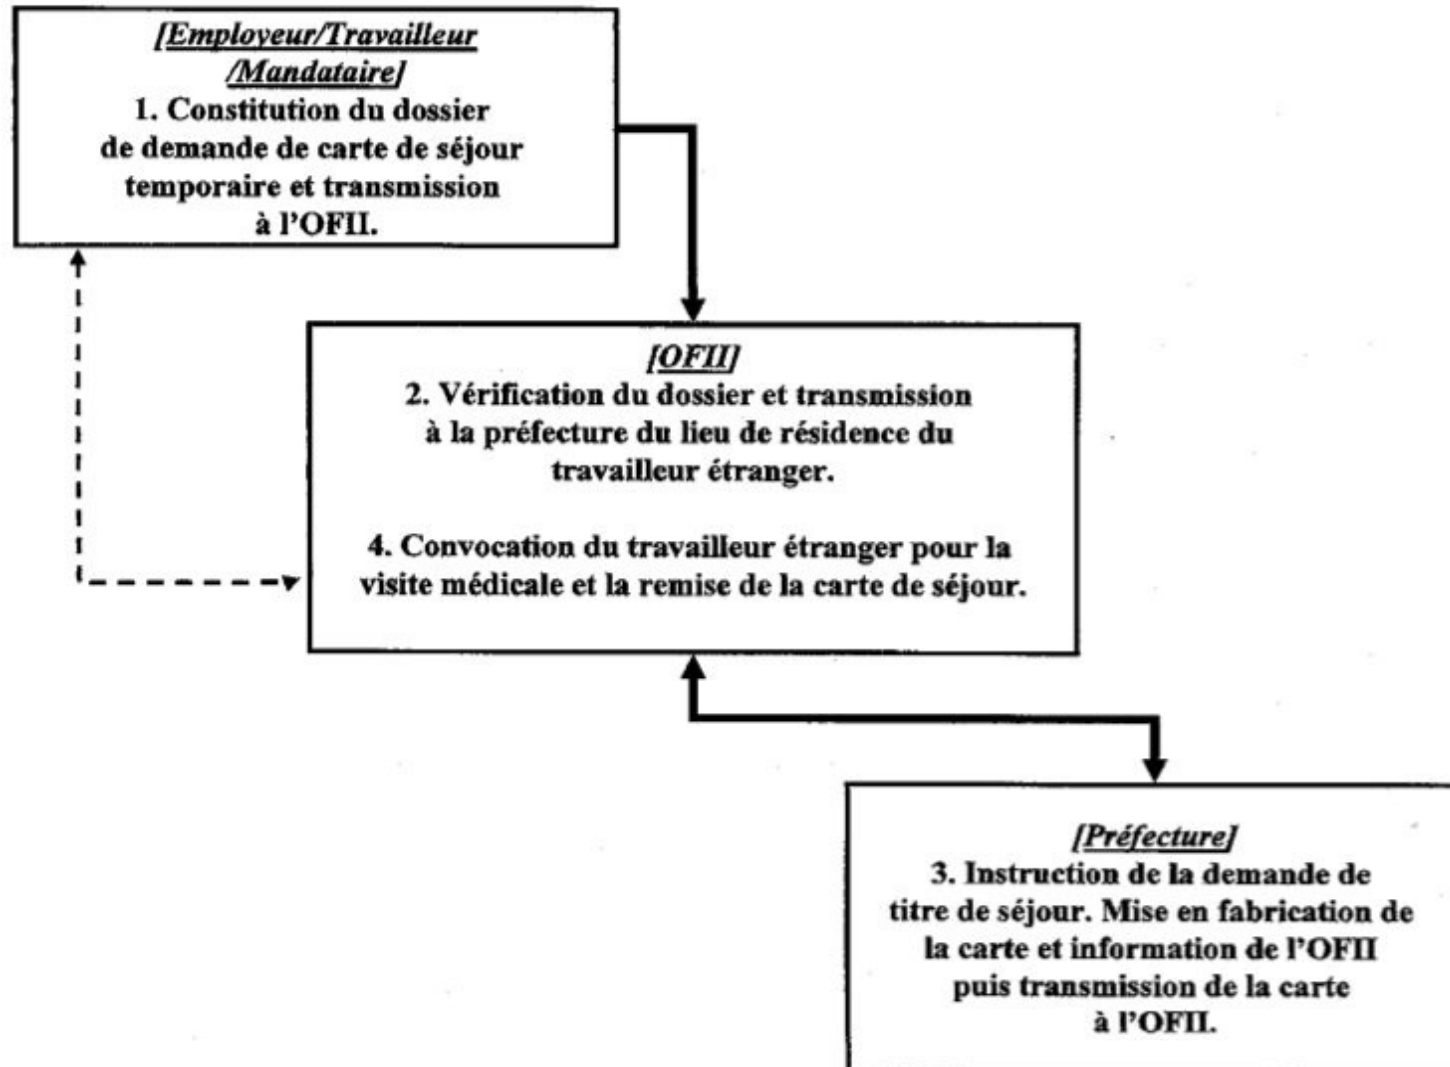 [Employeur/Travailleur
/Mandataire]
1. Constitution du dossier
de demande de carte de séjour
temporaire et transmission
à l’OFII.
[OFII]
2. Vérification du dossier et transmission
à la préfecture du lieu de résidence du
travailleur étranger.
4. Convocation du travailleur étranger pour la
visite médicale et la remise de la carte de séjour.
[Préfecture]
3. Instruction de la demande de
titre de séjour. Mise en fabrication de
la carte et information de l’OFII
puis transmission de la carte
à l’OFII.